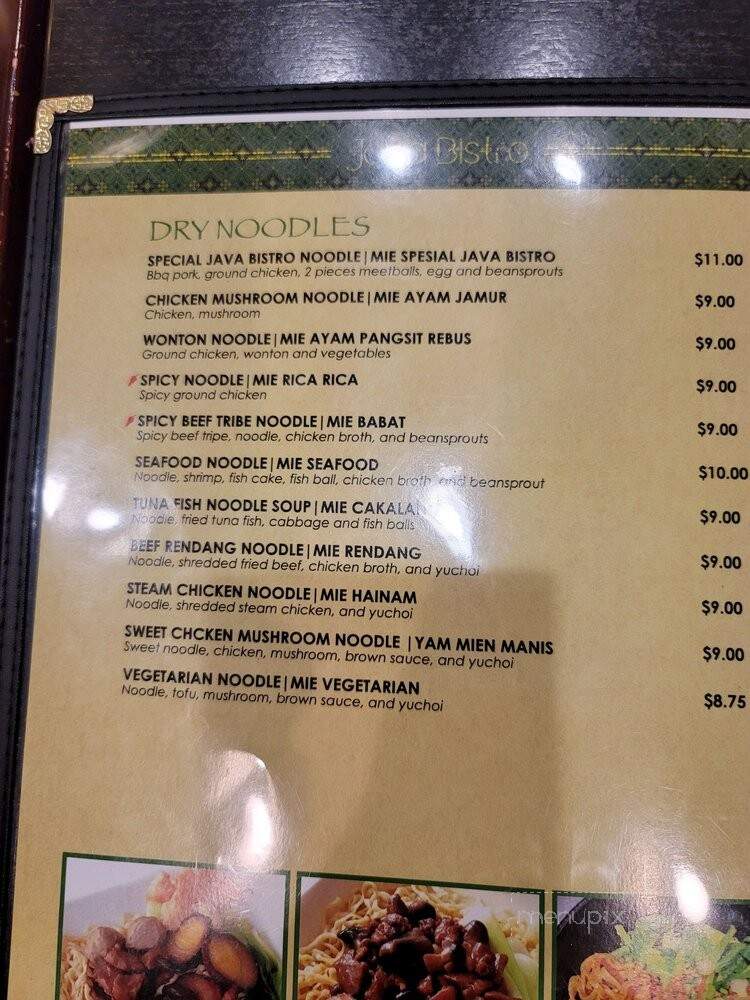 Java Bistro
DRY NOODLES
SPECIAL JAVA BISTRO NOODLE|MIE SPESIAL JAVA BISTRO $11.00
Bbq pork, ground chicken, 2 pieces meetballs, egg and beansprouts
CHICKEN MUSHROOM NOODLE|MIE AYAM JAMUR $9.00
Chicken, mushroom
WONTON NOODLE|MIE AYAM PANGSIT REBUS $9.00
Ground chicken, wonton and vegetables
SPICY NOODLE|MIE RICA RICA $9.00
Spicy ground chicken
SPICY BEEF TRIBE NOODLE|MIE BABAT $9.00
Spicy beef tripe, noodle, chicken broth, and beansprouts
SEAFOOD NOODLE|MIE SEAFOOD $10.00
Noodle, shrimp, fish cake, fish ball, chicken broth, and beansprout
TUNA FISH NOODLE SOUP|MIE CAKALAN $9.00
Noodle, fried tuna fish, cabbage and fish balls
BEEF RENDANG NOODLE|MIE RENDANG $9.00
Noodle, shredded fried beef, chicken broth, and yuchoi
STEAM CHICKEN NOODLE|MIE HAINAM $9.00
Noodle, shredded steam chicken, and yuchoi
SWEET CHCKEN MUSHROOM NOODLE |YAM MIEN MANIS $9.00
Sweet noodle, chicken, mushroom, brown sauce, and yuchoi
VEGETARIAN NOODLE|MIE VEGETARIAN $8.75
Noodle, tofu, mushroom, brown sauce, and yuchoi
menupix